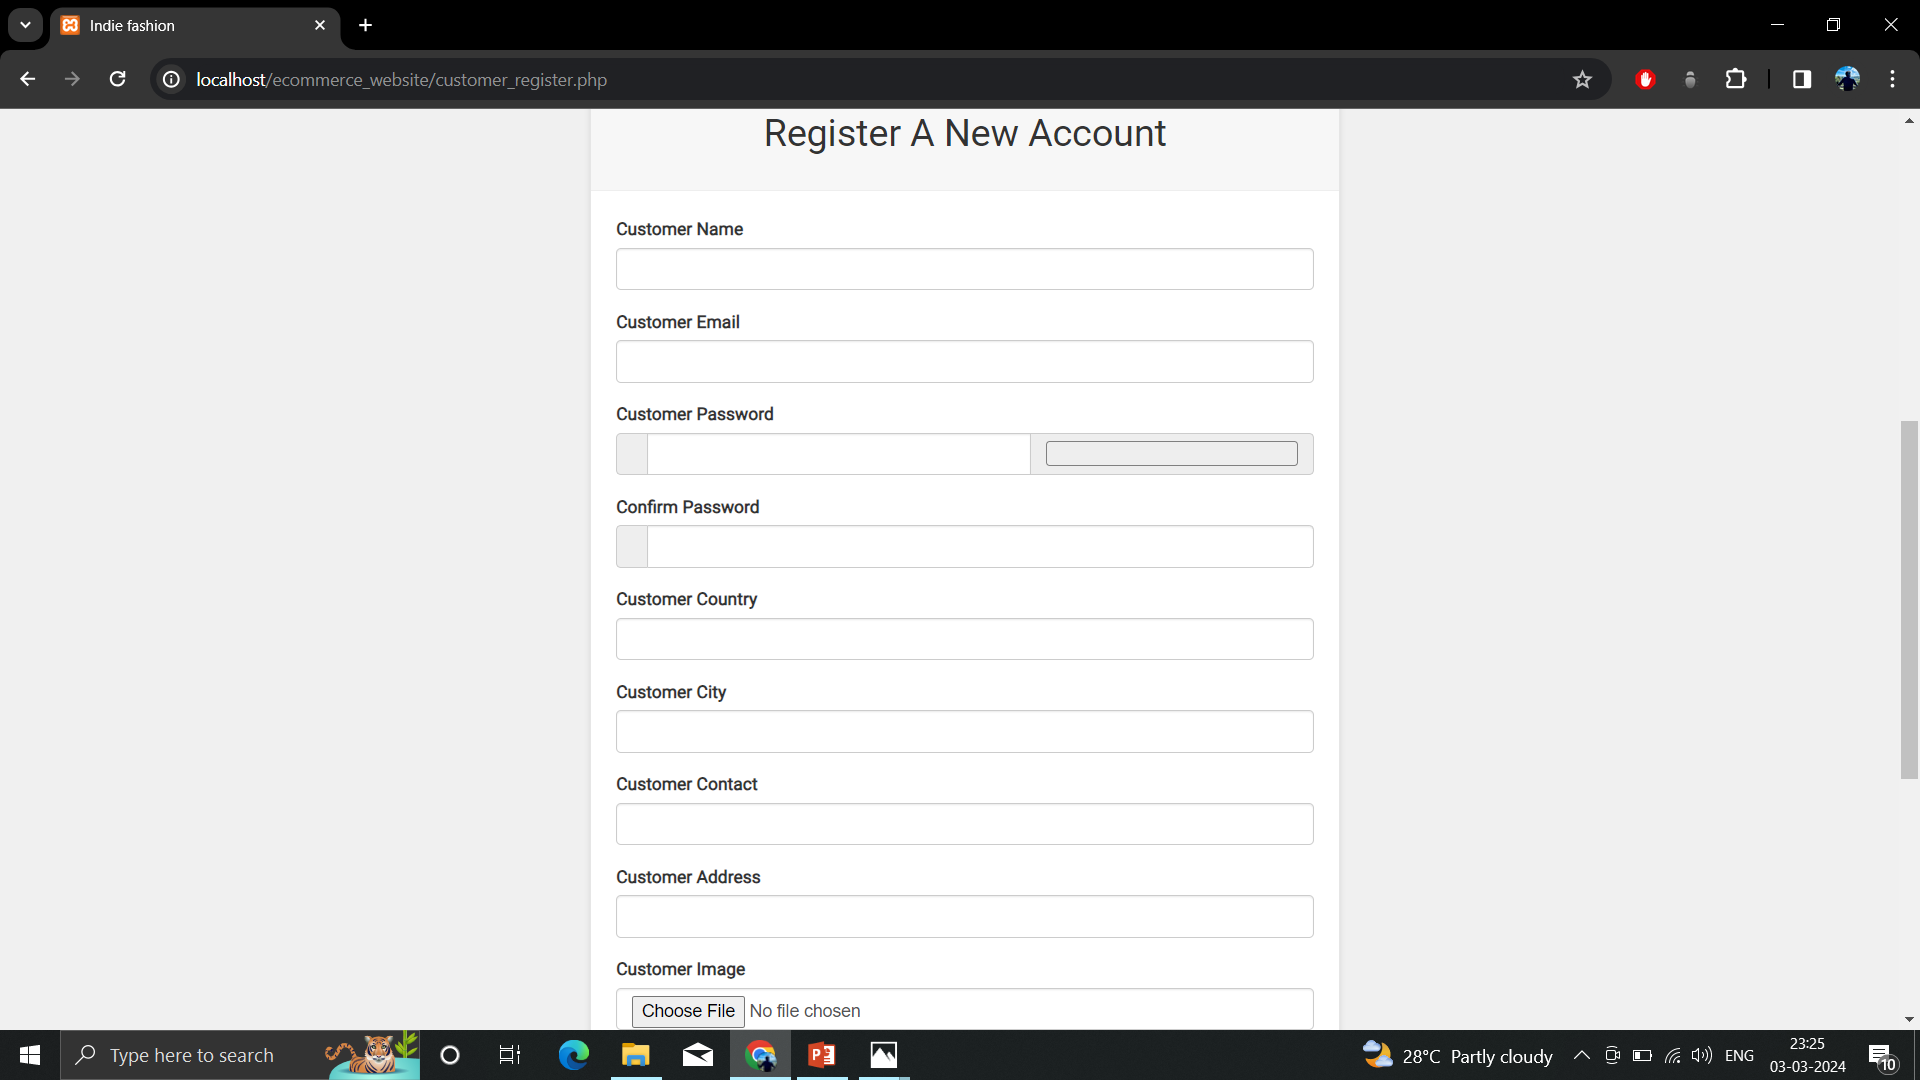 Indie fashion
localhost/ecommerce_website/customer_register.php
Register A New Account
Customer Name
Customer Email
Customer Password
Confirm Password
Customer Country
Customer City
Customer Contact
Customer Address
Customer Image
Choose File No file chosen
Type here to search
28°C Partly cloudy
ENG
23:25
03-03-2024
10